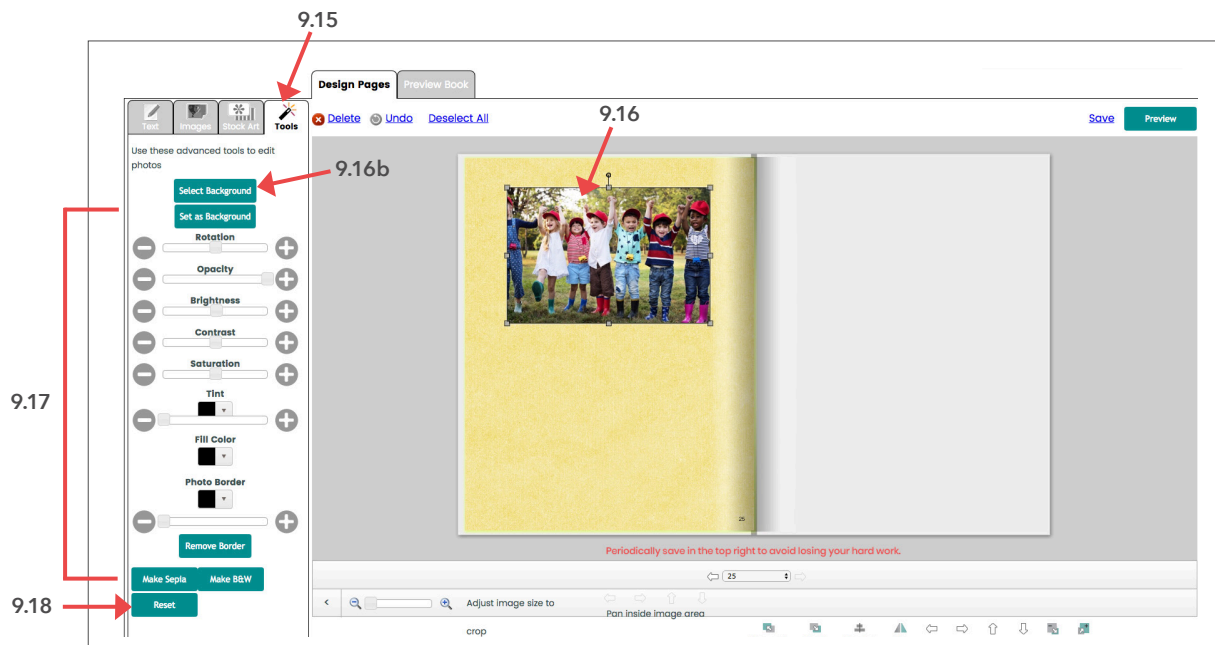 9.15
Design Pages
Preview Book
Text
Images
Stock Art
Tools
Delete
Undo
Deselect All
9.16
Save
Preview
Use these advanced tools to edit
photos
9.16b
Select Background
Set as Background
Rotation
Opacity
Brightness
Contrast
Saturation
9.17
Tint
Fill Color
Photo Border
25
Remove Border
Periodically save in the top right to avoid losing your hard work.
Make Sepia
Make B&W
25
9.18
Reset
Adjust image size to
Pan inside image area
crop